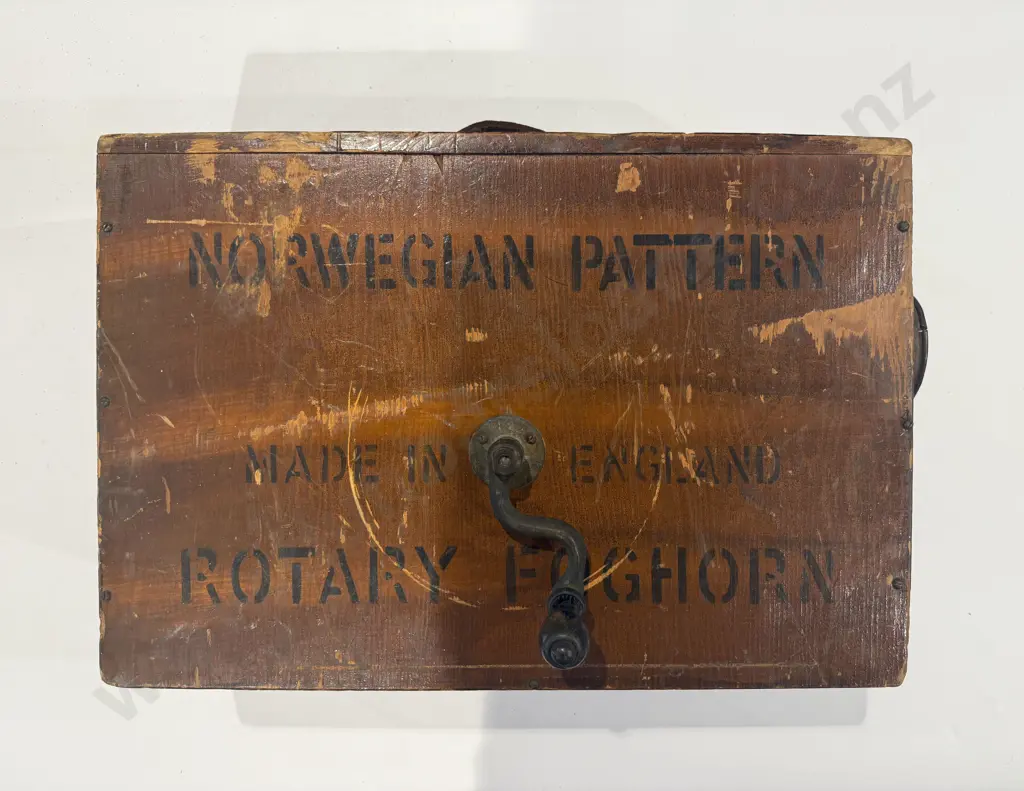 NORWEGIAN PATTERN
MADE IN ENGLAND
ROTARY FOGHORN